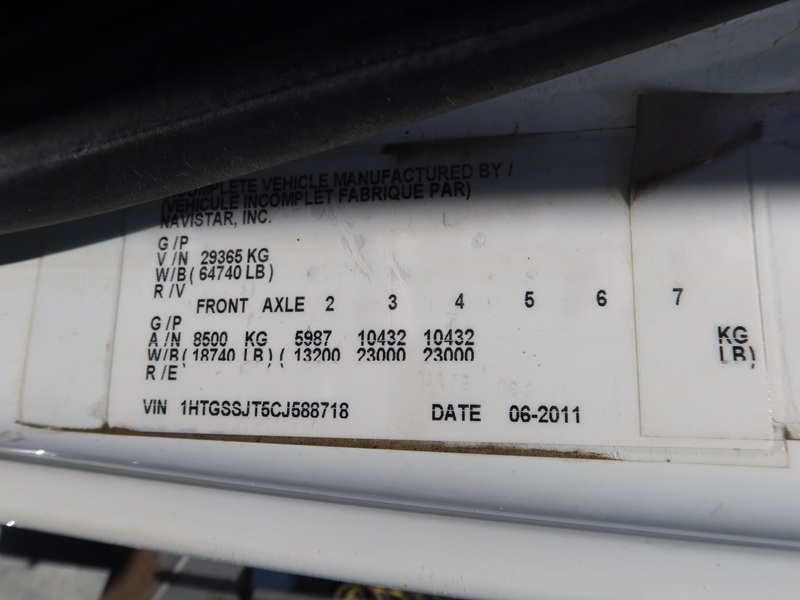 COMPLETE VEHICLE MANUFACTURED BY /
(VEHICULE INCOMPLET FABRIQUE PAR)
NAVISTAR, INC.
G /P
V /N 29365 KG
W/B( 64740 LB )
R /V
FRONT AXLE 2 3 4 5 6 7
G /P
A /N 8500 KG 5987 10432 10432 KG
W/B( 18740 LB ) ( 13200 23000 23000 LB)
R /E
VIN 1HTGSSJT5CJ588718 DATE 06-2011